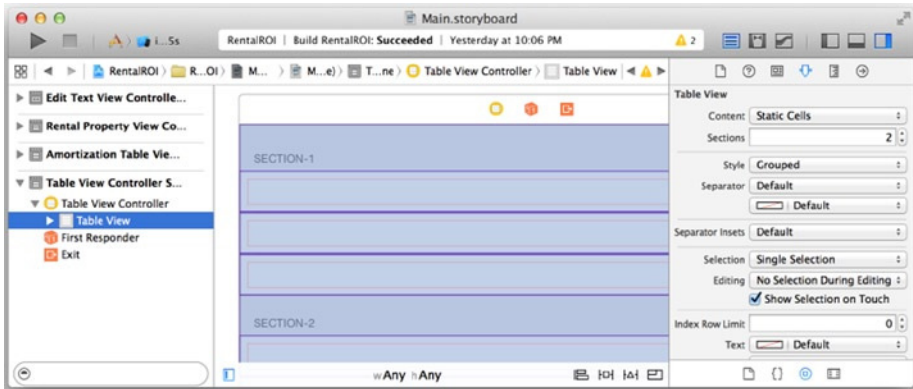 Main.storyboard
i...5s
RentalROI | Build RentalROI: Succeeded | Yesterday at 10:06 PM
2
RentalROI
R...OI
M...
M...e)
T...ne
Table View Controller
Table View
Edit Text View Controlle...
Rental Property View Co...
Amortization Table Vie...
Table View Controller S...
Table View Controller
Table View
First Responder
Exit
SECTION-1
SECTION-2
wAny hAny
Table View
Content Static Cells
Sections 2
Style Grouped
Separator Default
Default
Separator Insets Default
Selection Single Selection
Editing No Selection During Editing
Show Selection on Touch
Index Row Limit 0
Text Default